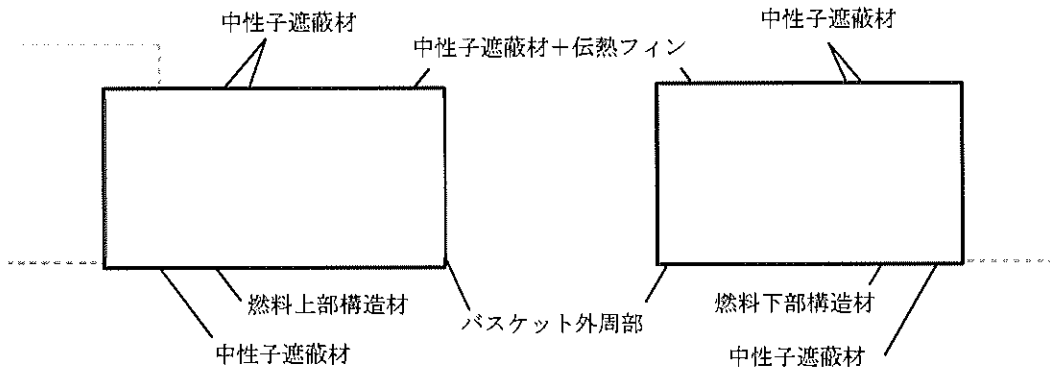 中性子遮蔽材
中性子遮蔽材
中性子遮蔽材＋伝熱フィン
燃料上部構造材
バスケット外周部
燃料下部構造材
中性子遮蔽材
中性子遮蔽材